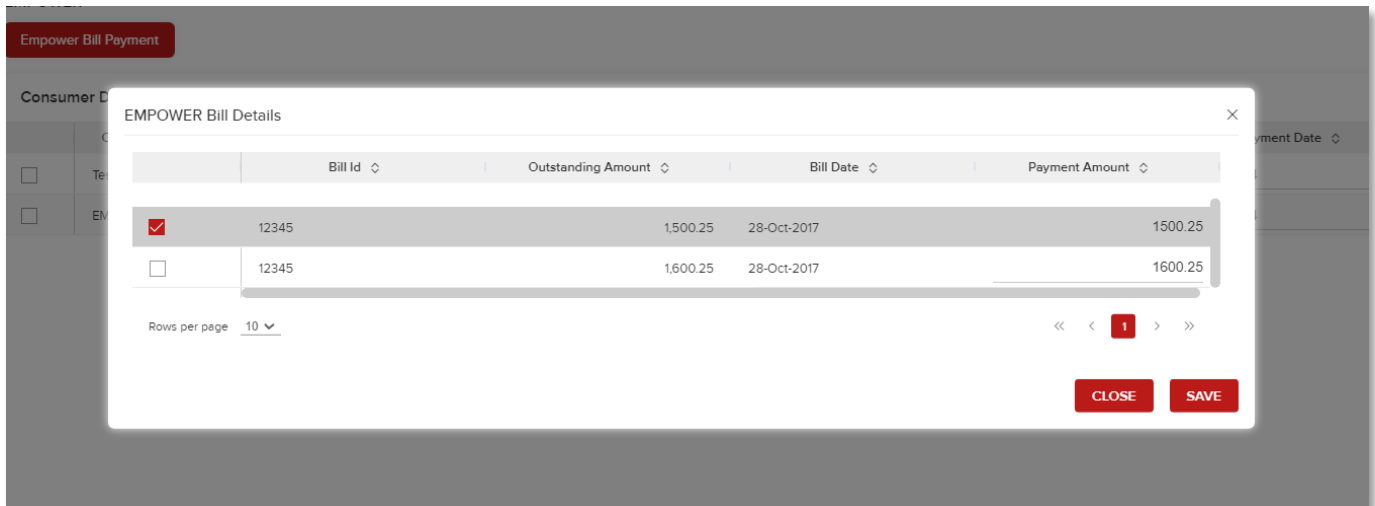 Empower Bill Payment
Consumer D
EMPOWER Bill Details
yment Date
Bill Id Outstanding Amount Bill Date Payment Amount
Te
12345 1,500.25 28-Oct-2017 1500.25
EM
12345 1,600.25 28-Oct-2017 1600.25
Rows per page 10 « < 1 > »
CLOSE SAVE